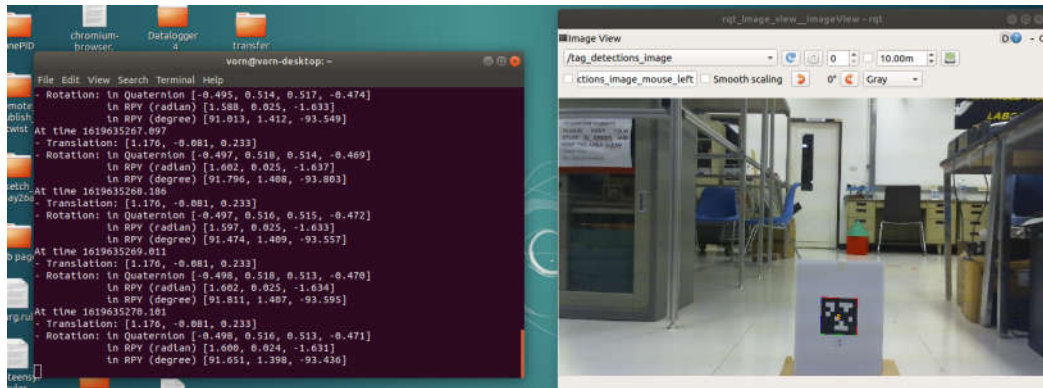 chromium-
browser.
Datalogger
4
transfer
vorn@vorn-desktop: ~
File Edit View Search Terminal Help
- Rotation: in Quaternion [-0.495, 0.514, 0.517, -0.474]
in RPY (radian) [1.588, 0.025, -1.633]
in RPY (degree) [91.013, 1.412, -93.549]
At time 1619635267.097
- Translation: [1.176, -0.081, 0.233]
- Rotation: in Quaternion [-0.497, 0.518, 0.514, -0.469]
in RPY (radian) [1.602, 0.025, -1.637]
in RPY (degree) [91.796, 1.408, -93.803]
At time 1619635268.186
- Translation: [1.176, -0.081, 0.233]
- Rotation: in Quaternion [-0.497, 0.516, 0.515, -0.472]
in RPY (radian) [1.597, 0.025, -1.633]
in RPY (degree) [91.474, 1.409, -93.557]
At time 1619635269.011
- Translation: [1.176, -0.081, 0.233]
- Rotation: in Quaternion [-0.498, 0.518, 0.513, -0.470]
in RPY (radian) [1.602, 0.025, -1.634]
in RPY (degree) [91.811, 1.407, -93.595]
At time 1619635270.101
- Translation: [1.176, -0.081, 0.233]
- Rotation: in Quaternion [-0.498, 0.516, 0.513, -0.471]
in RPY (radian) [1.600, 0.024, -1.631]
in RPY (degree) [91.651, 1.398, -93.436]
rqt_image_view__ImageView - rqt
Image View
/tag_detections_image
0
10.00m
ctions_image_mouse_left
Smooth scaling
0°
Gray